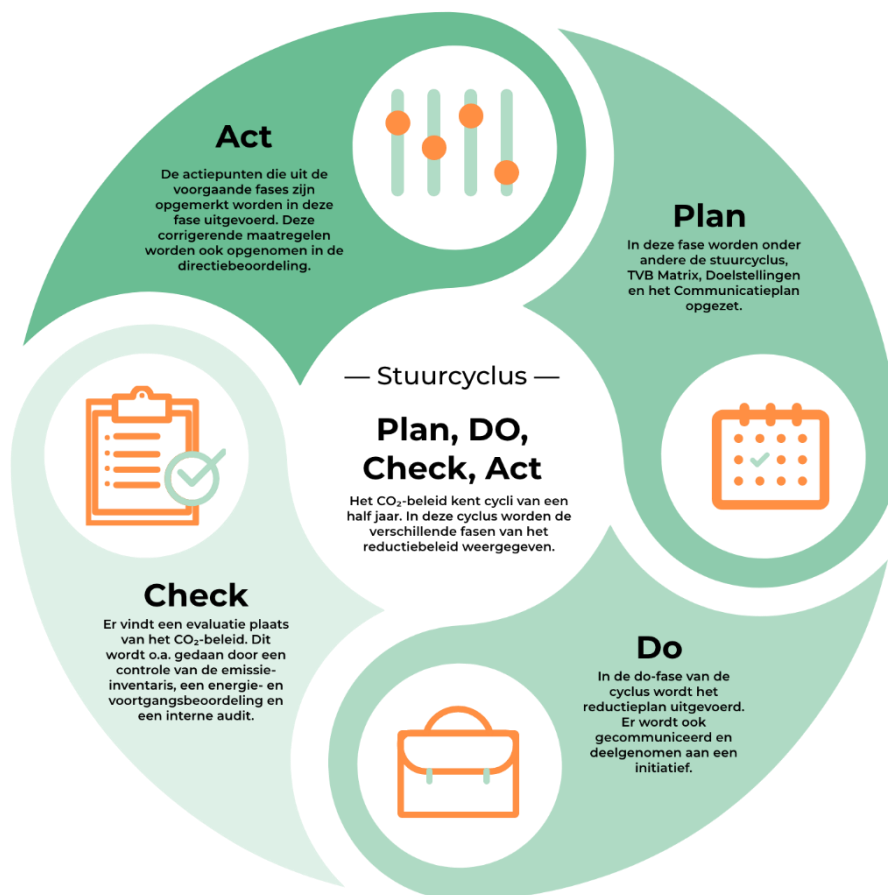 Act
De actiepunten die uit de
voorgaande fases zijn
opgemerkt worden in deze
fase uitgevoerd. Deze
corrigerende maatregelen
worden ook opgenomen in de
directiebeoordeling.
Plan
In deze fase worden onder
andere de stuurcyclus,
TVB Matrix, Doelstellingen
en het Communicatieplan
opgezet.
— Stuurcyclus —
Plan, DO,
Check, Act
Het CO₂-beleid kent cycli van een
half jaar. In deze cyclus worden de
verschillende fasen van het
reductiebeleid weergegeven.
Check
Er vindt een evaluatie plaats
van het CO₂-beleid. Dit
wordt o.a. gedaan door een
controle van de emissie-
inventaris, een energie- en
voortgangsbeoordeling en
een interne audit.
Do
In de do-fase van de
cyclus wordt het
reductieplan uitgevoerd.
Er wordt ook
gecommuniceerd en
deelgenomen aan een
initiatief.